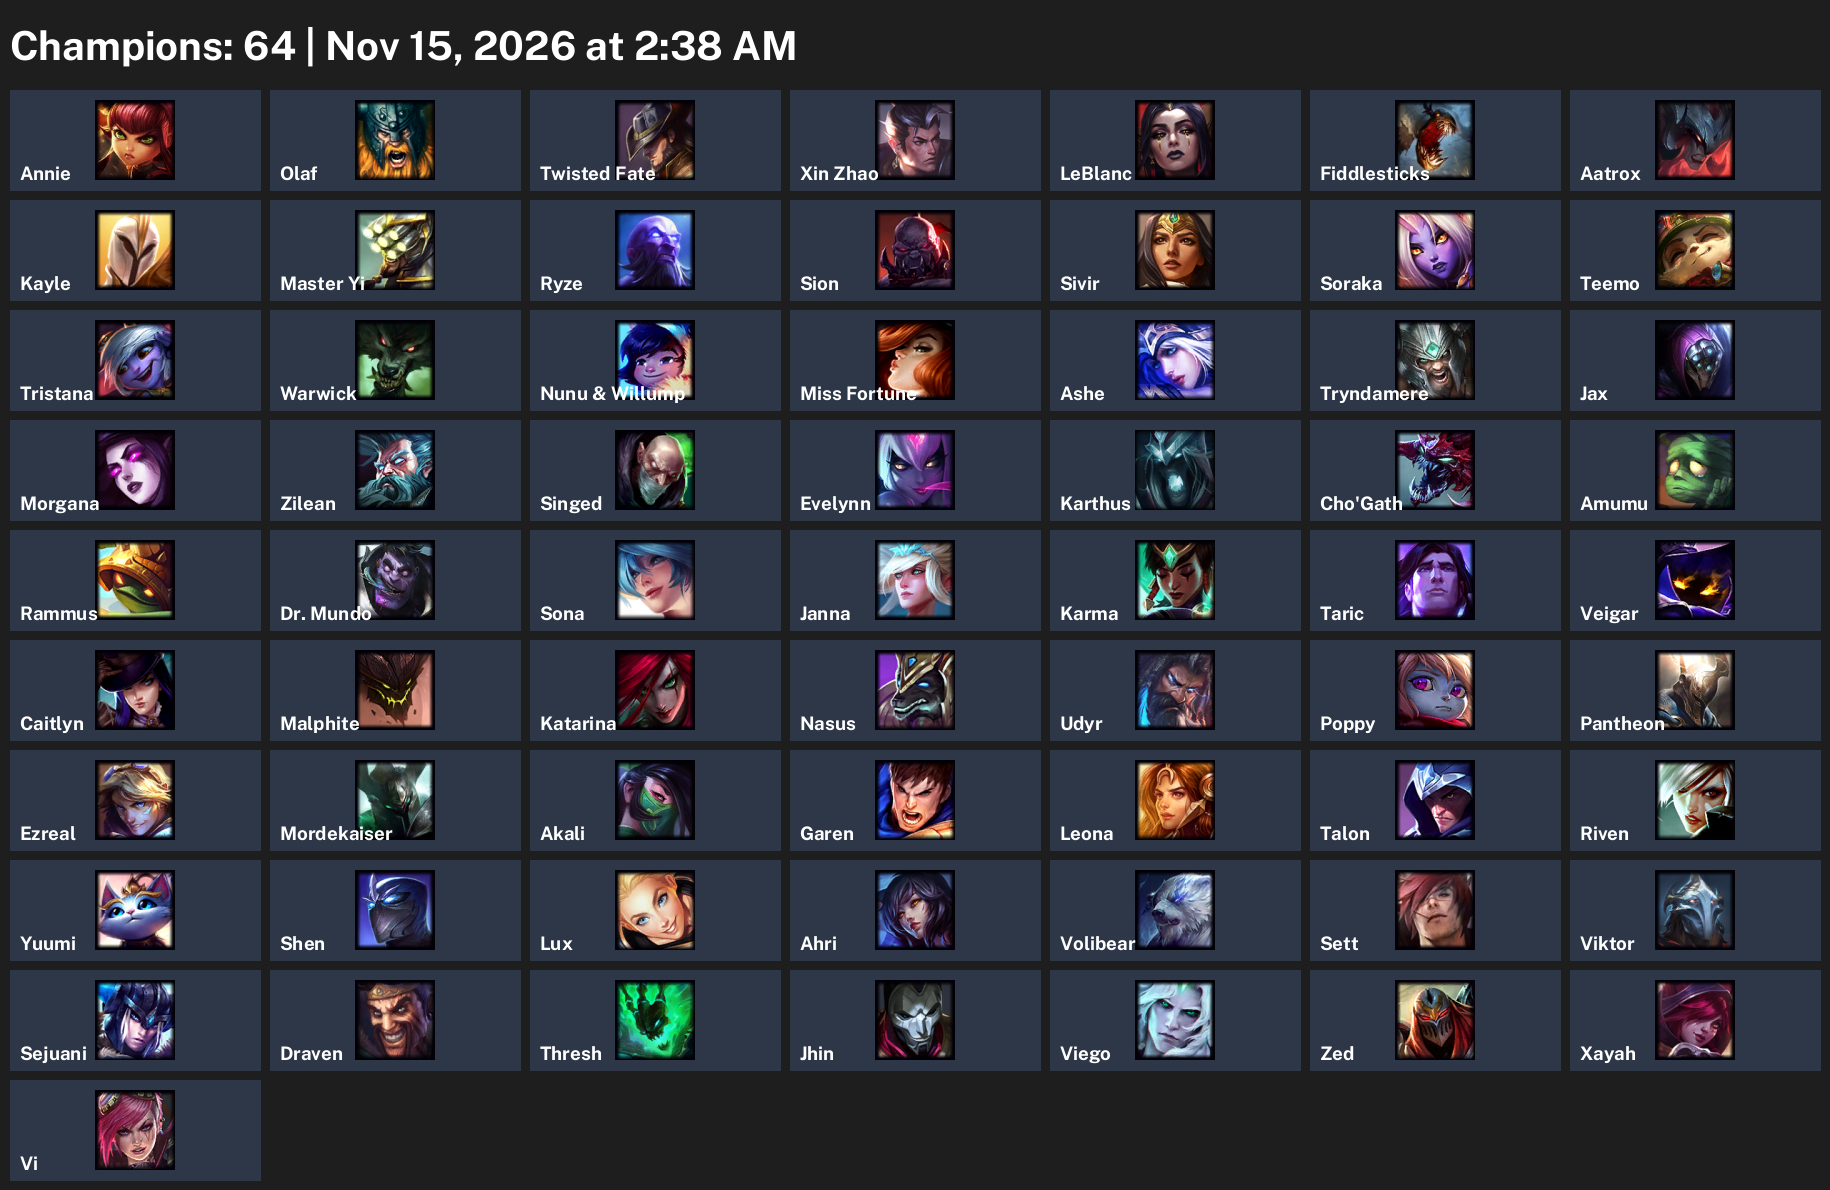 Champions: 64 | Nov 15, 2026 at 2:38 AM
Annie
Olaf
Twisted Fate
Xin Zhao
LeBlanc
Fiddlesticks
Aatrox
Kayle
Master Yi
Ryze
Sion
Sivir
Soraka
Teemo
Tristana
Warwick
Nunu & Willump
Miss Fortune
Ashe
Tryndamere
Jax
Morgana
Zilean
Singed
Evelynn
Karthus
Cho'Gath
Amumu
Rammus
Dr. Mundo
Sona
Janna
Karma
Taric
Veigar
Caitlyn
Malphite
Katarina
Nasus
Udyr
Poppy
Pantheon
Ezreal
Mordekaiser
Akali
Garen
Leona
Talon
Riven
Yuumi
Shen
Lux
Ahri
Volibear
Sett
Viktor
Sejuani
Draven
Thresh
Jhin
Viego
Zed
Xayah
Vi